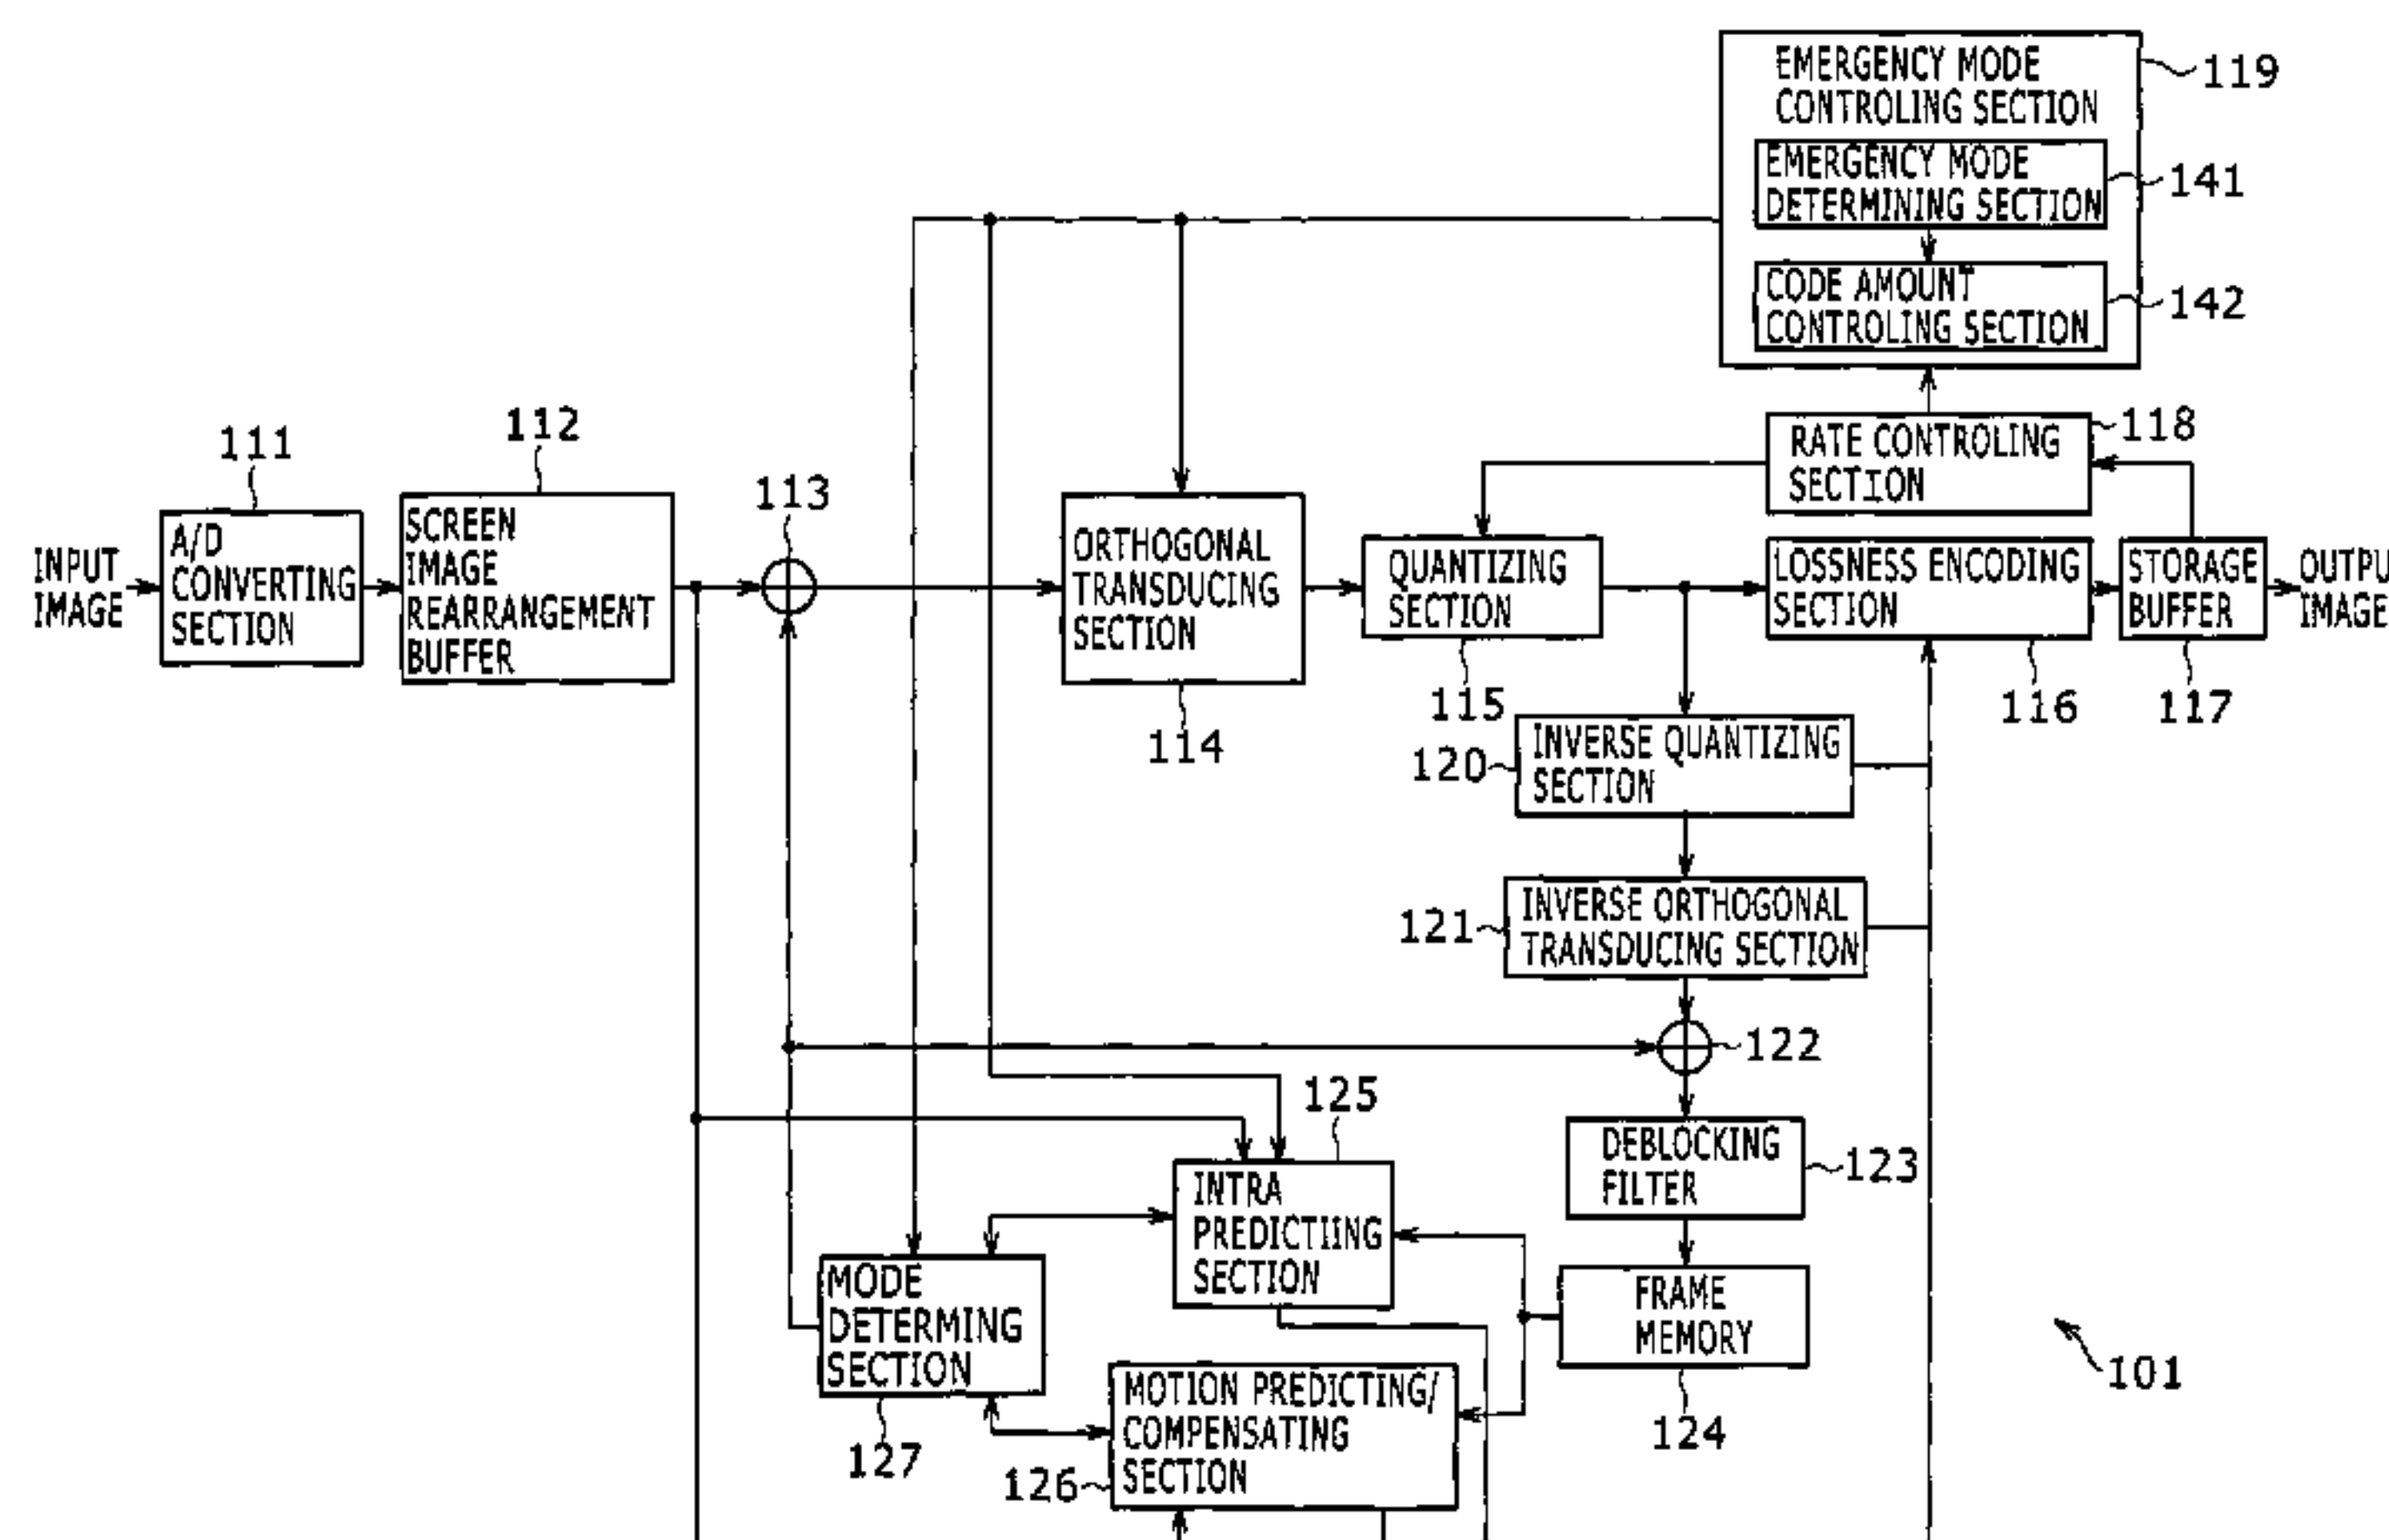 EMERGENCY MODE
CONTROLING SECTION
119
EMERGENCY MODE
DETERMINING SECTION
141
CODE AMOUNT
CONTROLING SECTION
142
RATE CONTROLING
SECTION
118
111
112
113
INPUT
IMAGE
A/D
CONVERTING
SECTION
SCREEN
IMAGE
REARRANGEMENT
BUFFER
ORTHOGONAL
TRANSDUCING
SECTION
114
QUANTIZING
SECTION
115
LOSSNESS ENCODING
SECTION
116
STORAGE
BUFFER
117
OUTPU
IMAGE
INVERSE QUANTIZING
SECTION
120
INVERSE ORTHOGONAL
TRANSDUCING SECTION
121
122
DEBLOCKING
FILTER
123
125
INTRA
PREDICTIING
SECTION
FRAME
MEMORY
124
MODE
DETERMING
SECTION
127
MOTION PREDICTING/
COMPENSATING
SECTION
126
101